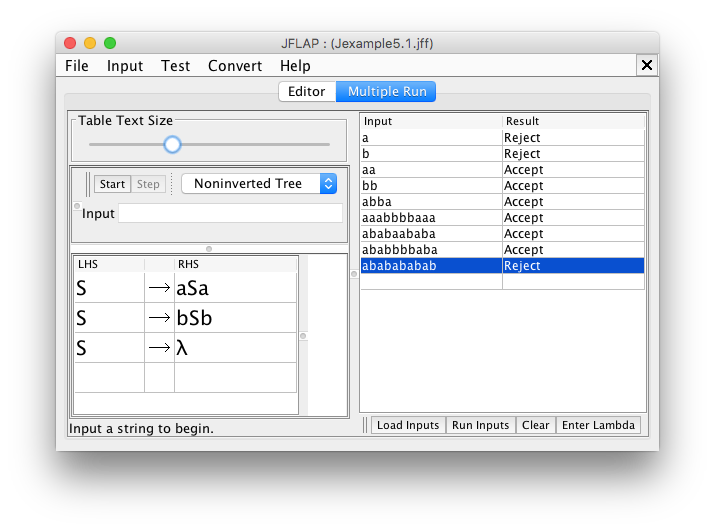 JFLAP : (Jexample5.1.jff)
File Input Test Convert Help
Editor Multiple Run
Table Text Size
Start Step Noninverted Tree
Input
LHS RHS
S → aSa
S → bSb
S → λ
Input a string to begin.
Input Result
a Reject
b Reject
aa Accept
bb Accept
abba Accept
aaabbbbaaa Accept
ababaababa Accept
ababbbbaba Accept
ababababab Reject
Load Inputs Run Inputs Clear Enter Lambda